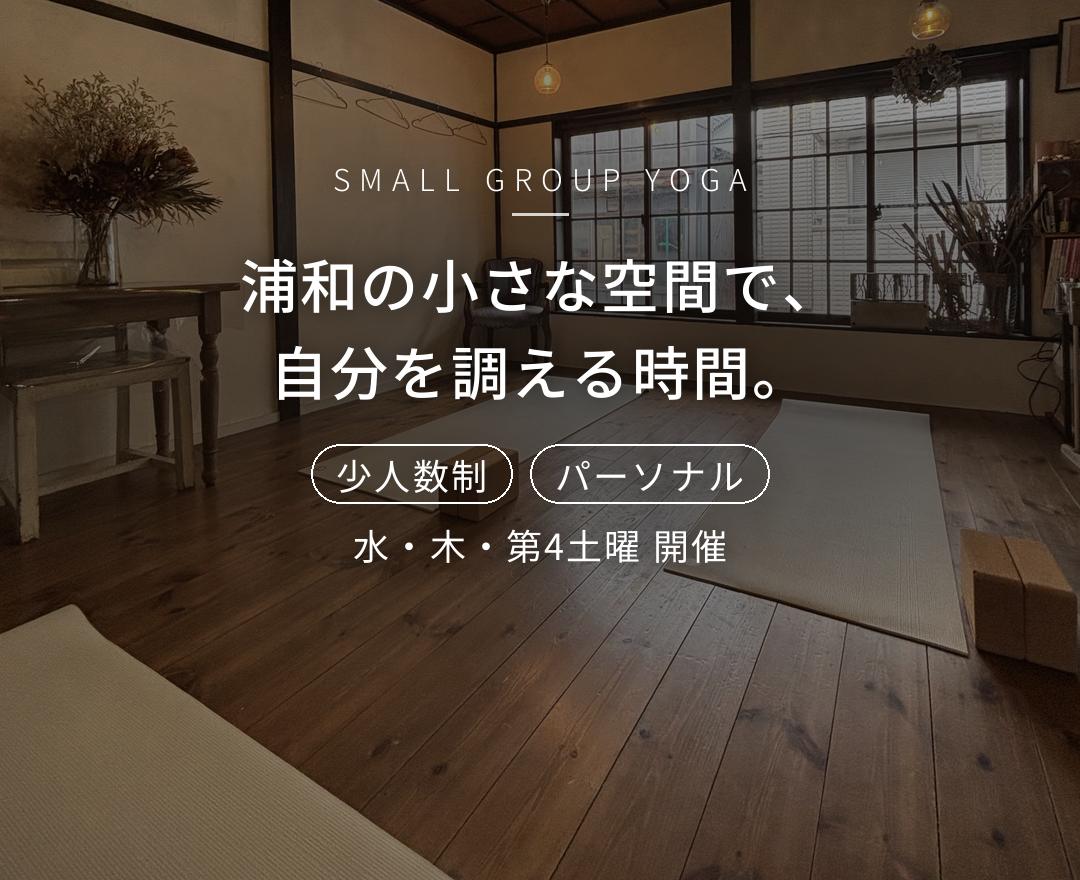 SMALL GROUP YOGA
浦和の小さな空間で、
自分を調える時間。
少人数制 パーソナル
水・木・第4土曜 開催